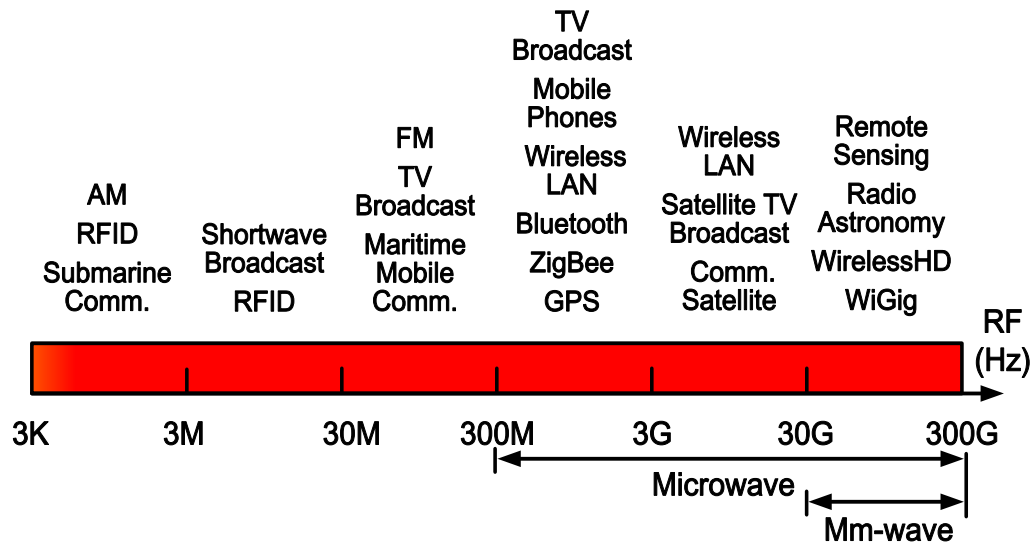 AM
RFID
Submarine
Comm.
Shortwave
Broadcast
RFID
FM
TV
Broadcast
Maritime
Mobile
Comm.
TV
Broadcast
Mobile
Phones
Wireless
LAN
Bluetooth
ZigBee
GPS
Wireless
LAN
Satellite TV
Broadcast
Comm.
Satellite
Remote
Sensing
Radio
Astronomy
WirelessHD
WiGig
RF
(Hz)
3K 3M 30M 300M 3G 30G 300G
Microwave
Mm-wave